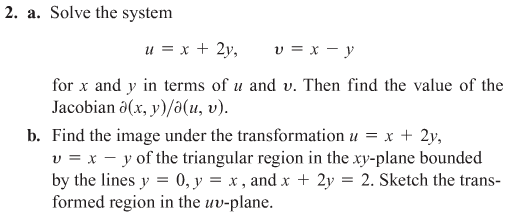 2. a. Solve the system
u = x + 2y, v = x − y
for x and y in terms of u and v. Then find the value of the
Jacobian ∂(x, y)/∂(u, v).
b. Find the image under the transformation u = x + 2y,
v = x − y of the triangular region in the xy-plane bounded
by the lines y = 0, y = x, and x + 2y = 2. Sketch the trans-
formed region in the uv-plane.